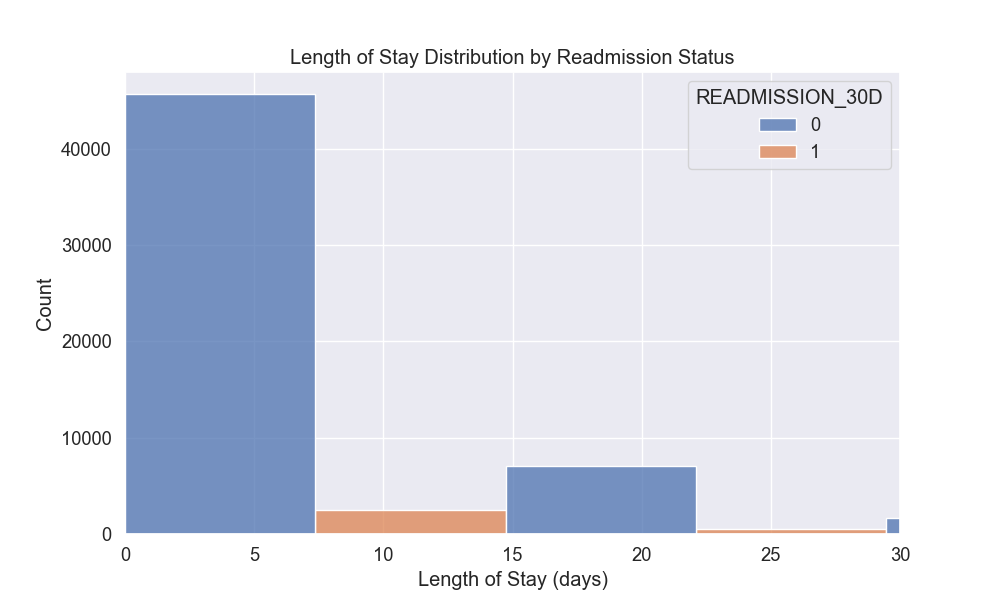 Length of Stay Distribution by Readmission Status
READMISSION_30D
0
1
Count
40000
30000
20000
10000
0
0 5 10 15 20 25 30
Length of Stay (days)